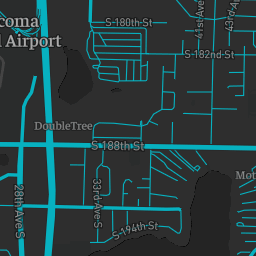 S 180th St
coma
l Airport
41st Ave
43rd Av
S 182nd St
DoubleTree
S 188th St
Mot
28th Ave S
33rd Ave S
S 194th St